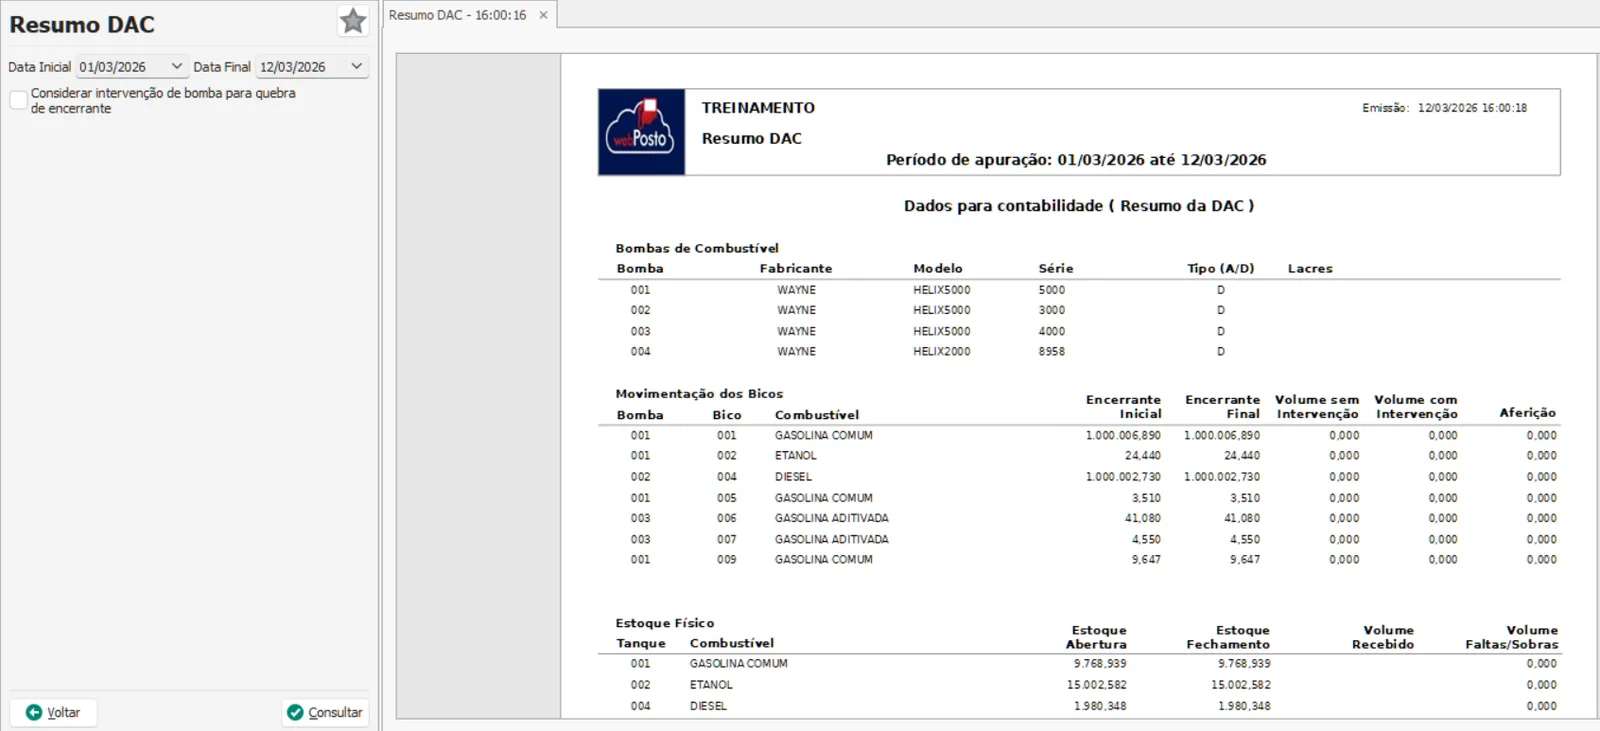 Resumo DAC
Data Inicial 01/03/2026 Data Final 12/03/2026
Considerar intervenção de bomba para quebra
de encerrante
Voltar
Consultar
Resumo DAC - 16:00:16 ×
webPosto
TREINAMENTO
Emissão: 12/03/2026 16:00:18
Resumo DAC
Período de apuração: 01/03/2026 até 12/03/2026
Dados para contabilidade ( Resumo da DAC )
Bombas de Combustível
Bomba Fabricante Modelo Série Tipo (A/D) Lacres
001 WAYNE HELIX5000 5000 D
002 WAYNE HELIX5000 3000 D
003 WAYNE HELIX5000 4000 D
004 WAYNE HELIX2000 8958 D
Movimentação dos Bicos
Encerrante Encerrante Volume sem Volume com
Bomba Bico Combustível Inicial Final Intervenção Intervenção Aferição
001 001 GASOLINA COMUM 1.000.006,890 1.000.006,890 0,000 0,000 0,000
001 002 ETANOL 24,440 24,440 0,000 0,000 0,000
002 004 DIESEL 1.000.002,730 1.000.002,730 0,000 0,000 0,000
001 005 GASOLINA COMUM 3,510 3,510 0,000 0,000 0,000
003 006 GASOLINA ADITIVADA 41,080 41,080 0,000 0,000 0,000
003 007 GASOLINA ADITIVADA 4,550 4,550 0,000 0,000 0,000
001 009 GASOLINA COMUM 9,647 9,647 0,000 0,000 0,000
Estoque Físico
Estoque Estoque Volume Volume
Tanque Combustível Abertura Fechamento Recebido Faltas/Sobras
001 GASOLINA COMUM 9.768,939 9.768,939 0,000
002 ETANOL 15.002,582 15.002,582 0,000
004 DIESEL 1.980,348 1.980,348 0,000